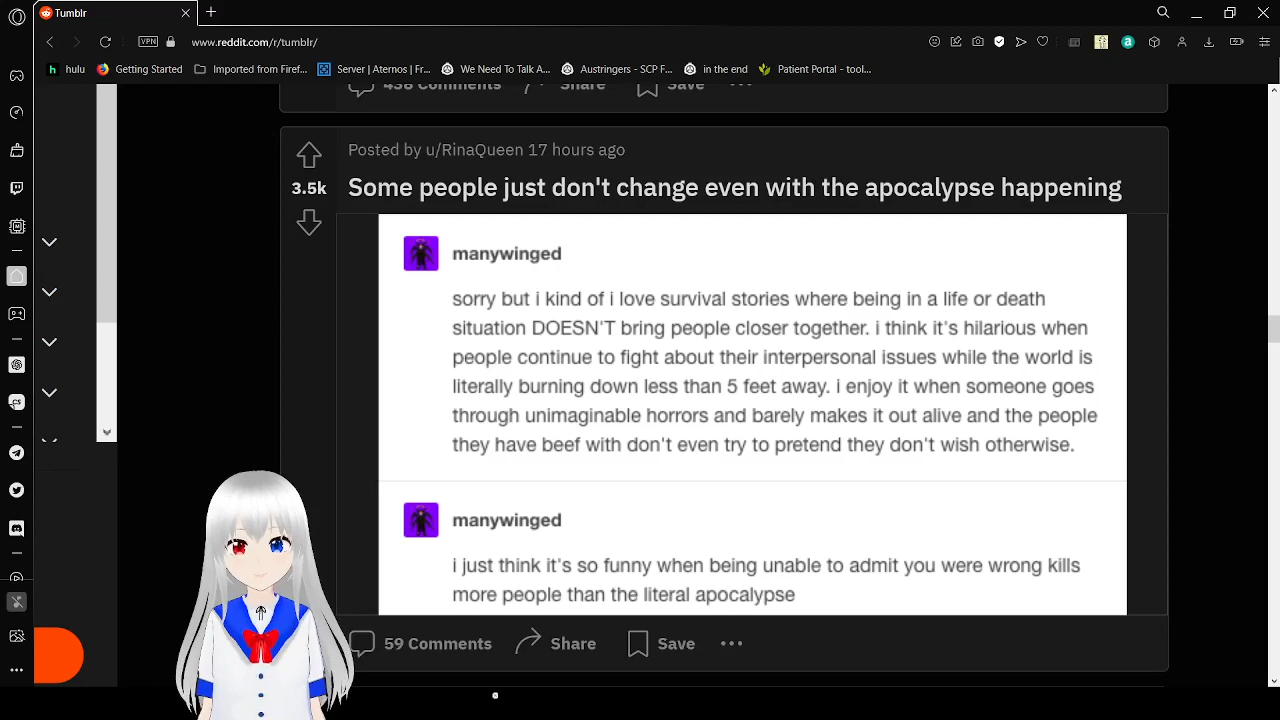 Tumblr
VPN
www.reddit.com/r/tumblr/
hulu
Getting Started
Imported from Firef...
Server | Aternos | Fr...
We Need To Talk A...
Austringers - SCP F...
in the end
Patient Portal - tool...
438 Comments
Share
Save
Posted by u/RinaQueen 17 hours ago
3.5k
Some people just don't change even with the apocalypse happening
manywinged
sorry but i kind of i love survival stories where being in a life or death
situation DOESN'T bring people closer together. i think it's hilarious when
people continue to fight about their interpersonal issues while the world is
literally burning down less than 5 feet away. i enjoy it when someone goes
through unimaginable horrors and barely makes it out alive and the people
they have beef with don't even try to pretend they don't wish otherwise.
manywinged
i just think it's so funny when being unable to admit you were wrong kills
more people than the literal apocalypse
59 Comments
Share
Save